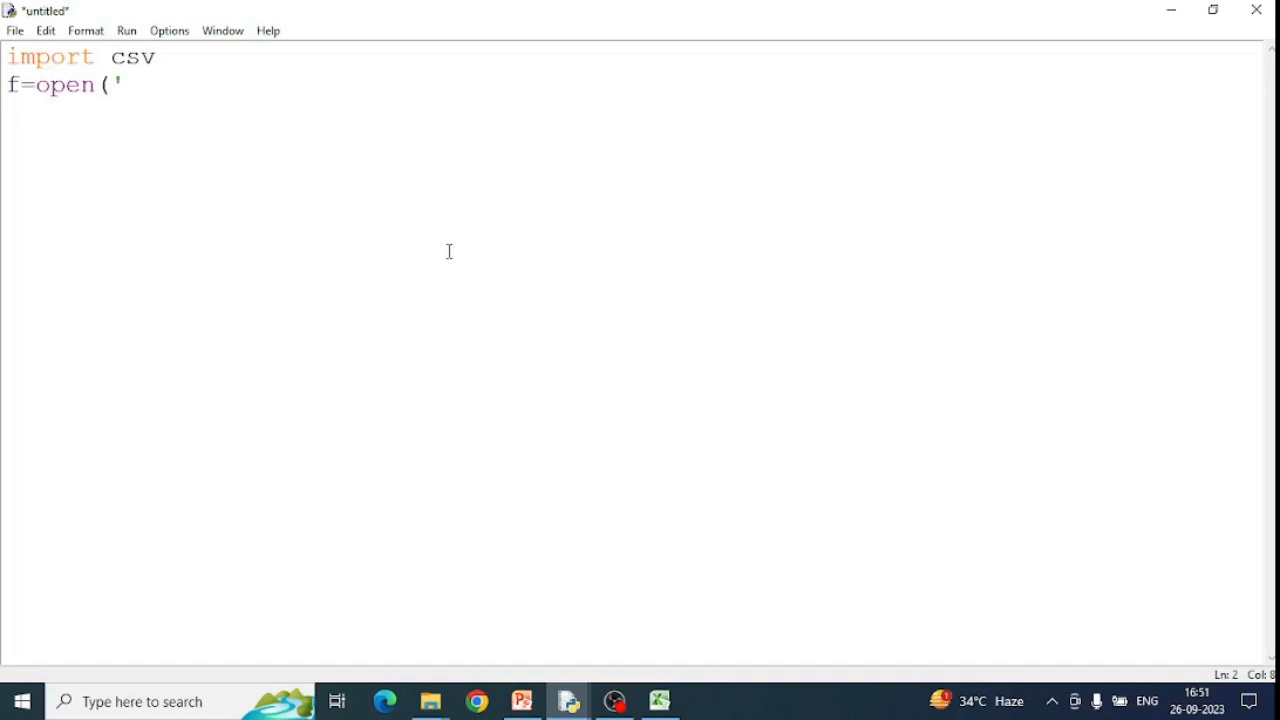 *untitled*
File Edit Format Run Options Window Help
import csv
f=open('
Ln: 2 Col: 8
Type here to search
1 34°C Haze ENG 16:51
26-09-2023